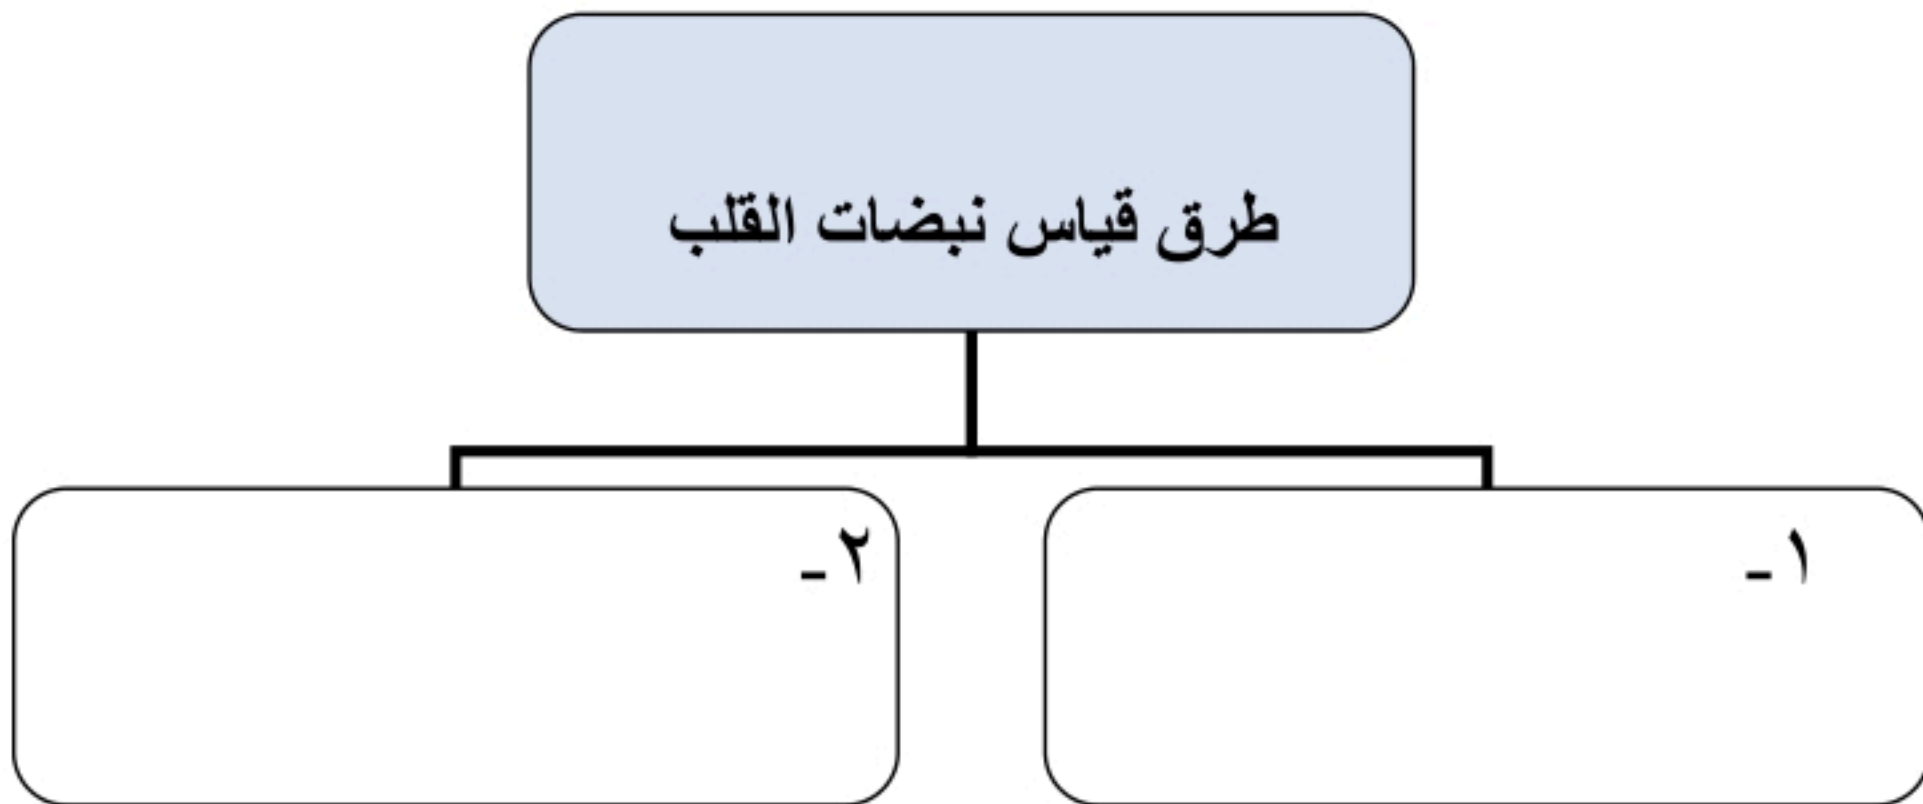 طرق قياس نبضات القلب
١-
٢-